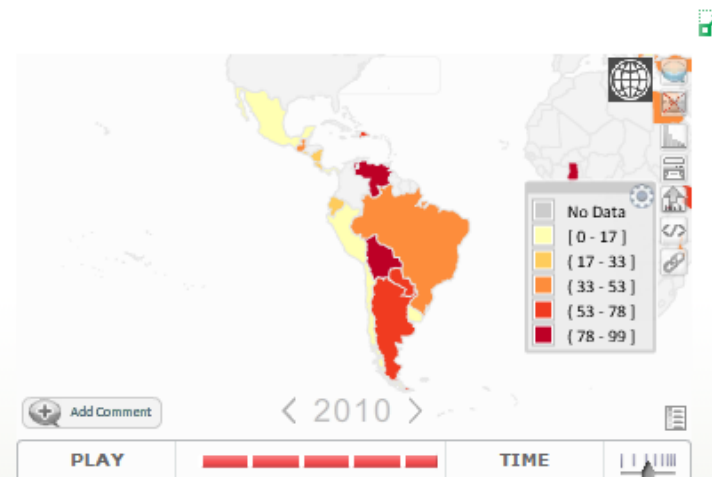 No Data
[ 0 - 17 ]
( 17 - 33 ]
( 33 - 53 ]
( 53 - 78 ]
( 78 - 99 ]
</>
Add Comment
< 2010 >
PLAY
TIME